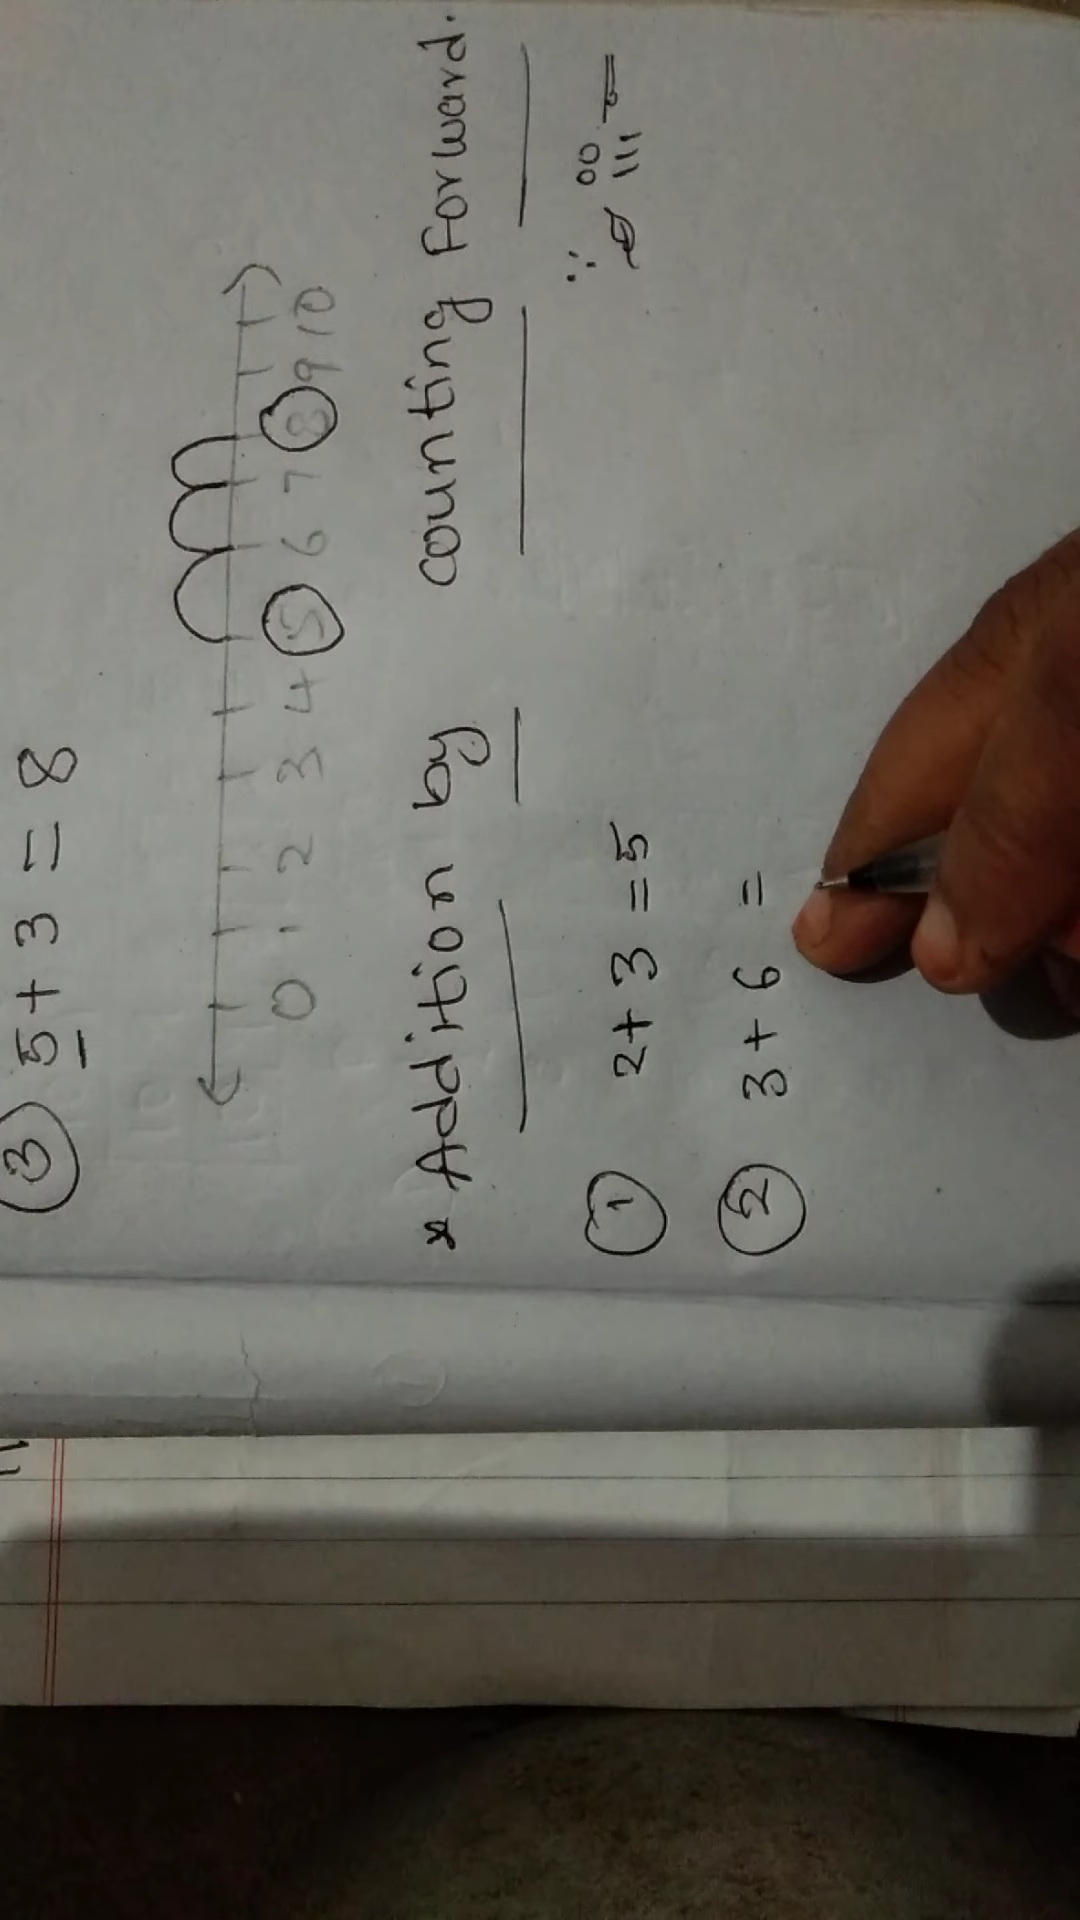 ③ 5 + 3 = 8
0 1 2 3 4 5 6 7 8 9 10
* Addition by counting forward.
① 2 + 3 = 5
② 3 + 6 =